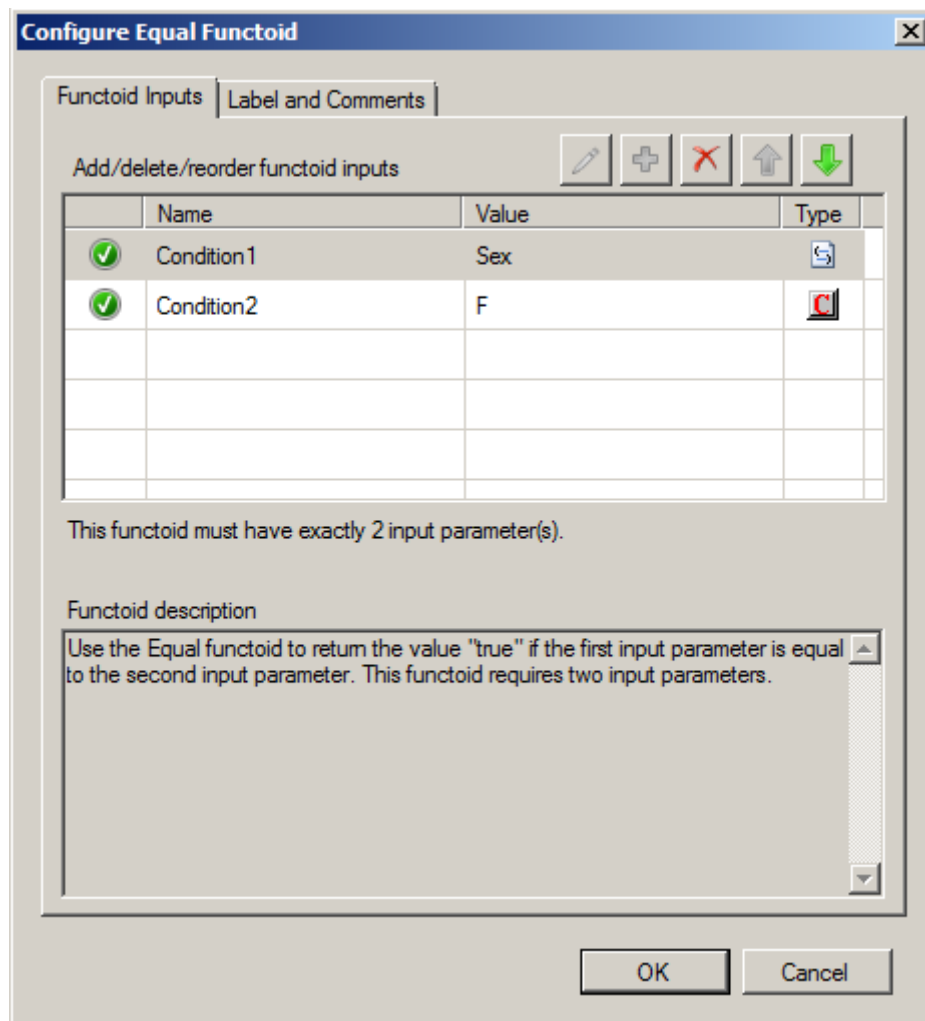 Configure Equal Functoid
Functoid Inputs
Label and Comments
Add/delete/reorder functoid inputs
Name Value Type
Condition1 Sex
Condition2 F C
This functoid must have exactly 2 input parameter(s).
Functoid description
Use the Equal functoid to return the value "true" if the first input parameter is equal
to the second input parameter. This functoid requires two input parameters.
OK Cancel